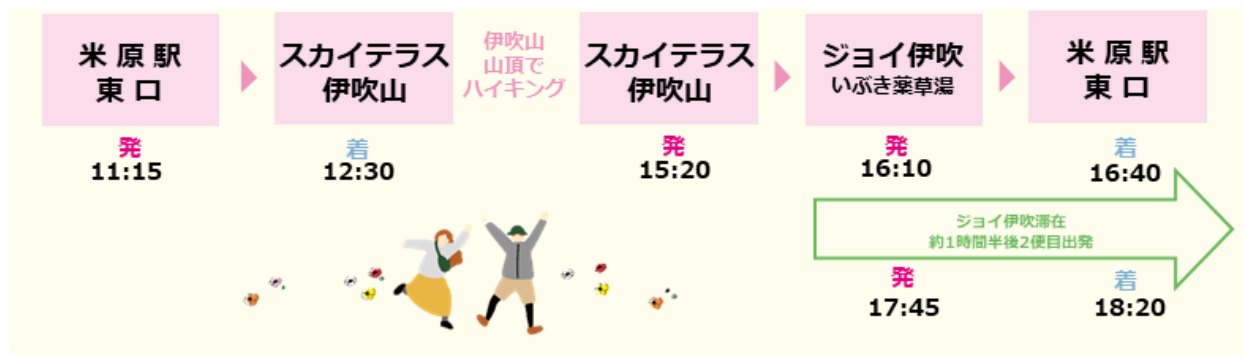 米原駅
東口
スカイテラス
伊吹山
伊吹山
山頂で
ハイキング
スカイテラス
伊吹山
ジョイ伊吹
いぶき薬草湯
米原駅
東口
発
11:15
着
12:30
発
15:20
発
16:10
着
16:40
ジョイ伊吹滞在
約1時間半後2便目出発
発
17:45
着
18:20